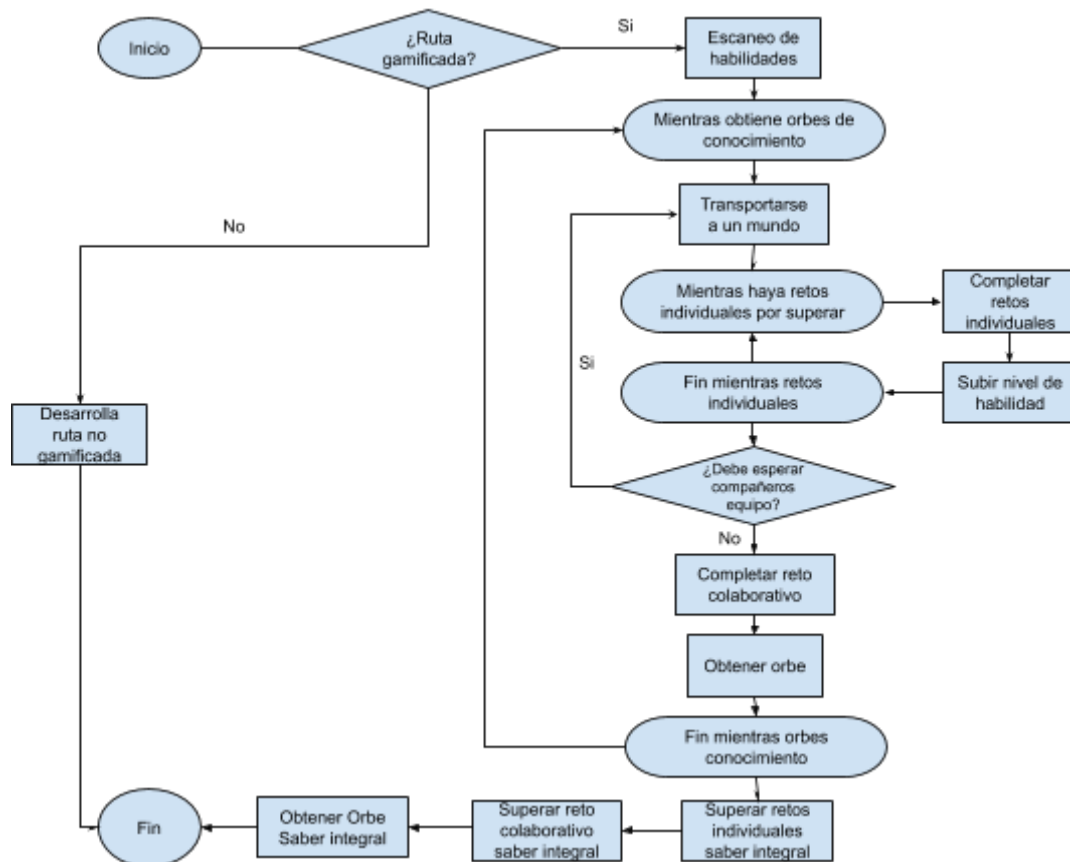 Inicio
¿Ruta
gamificada?
Si
Escaneo de
habilidades
Mientras obtiene orbes de
conocimiento
Transportarse
a un mundo
No
Mientras haya retos
individuales por superar
Completar
retos
individuales
Si
Fin mientras retos
individuales
Subir nivel de
habilidad
Desarrolla
ruta no
gamificada
¿Debe esperar
compañeros
equipo?
No
Completar reto
colaborativo
Obtener orbe
Fin mientras orbes
conocimiento
Fin
Obtener Orbe
Saber integral
Superar reto
colaborativo
saber integral
Superar retos
individuales
saber integral